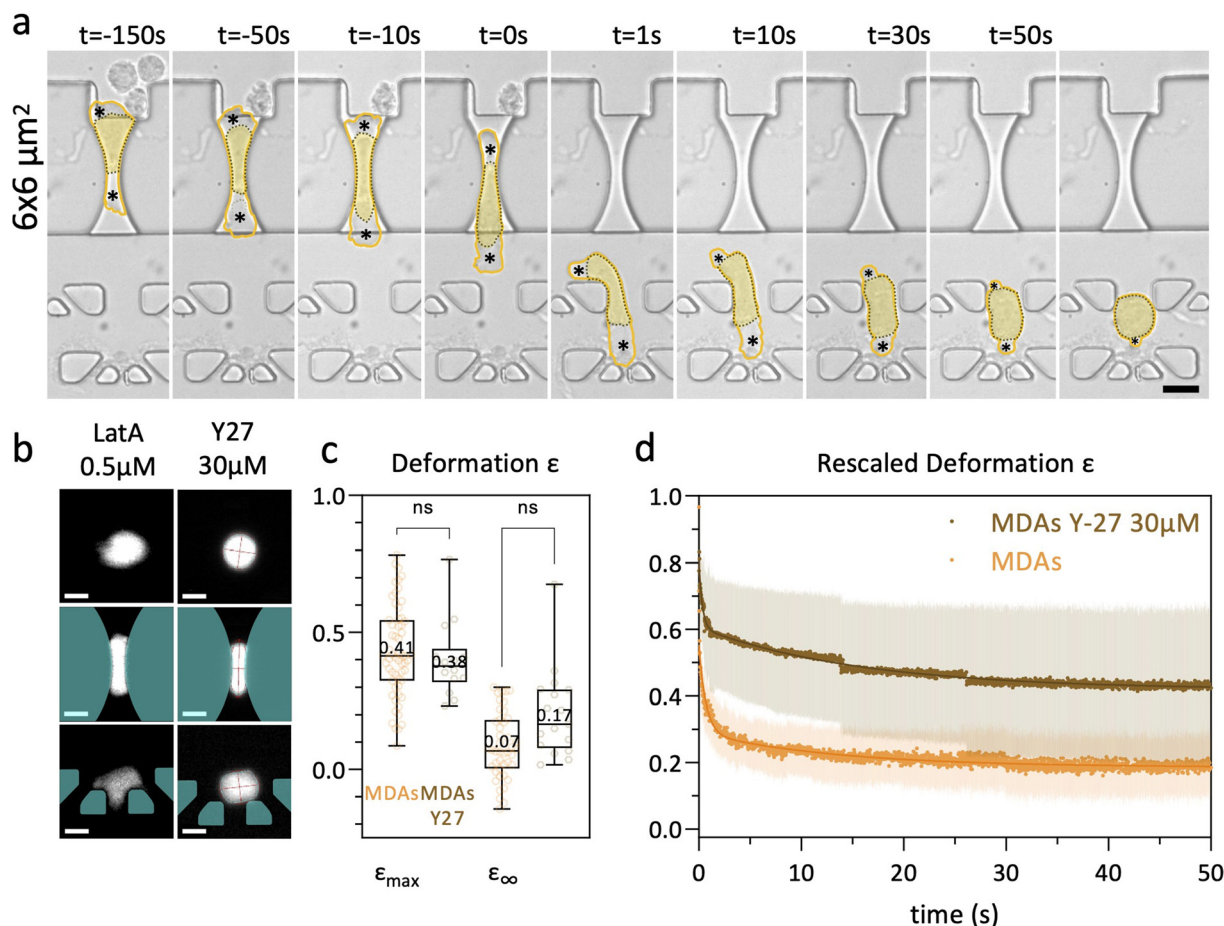 a
t=-150s t=-50s t=-10s t=0s t=1s t=10s t=30s t=50s
6x6 µm²
* * * * * * * * *
* * * * * * * *
b
LatA Y27
0.5µM 30µM
c
Deformation ε
ns ns
1.0
0.5
0.0
0.41 0.38 0.07 0.17
MDAs MDAs
Y27
εmax ε∞
d
Rescaled Deformation ε
MDAs Y-27 30µM
MDAs
1.0
0.8
0.6
0.4
0.2
0.0
0 10 20 30 40 50
time (s)